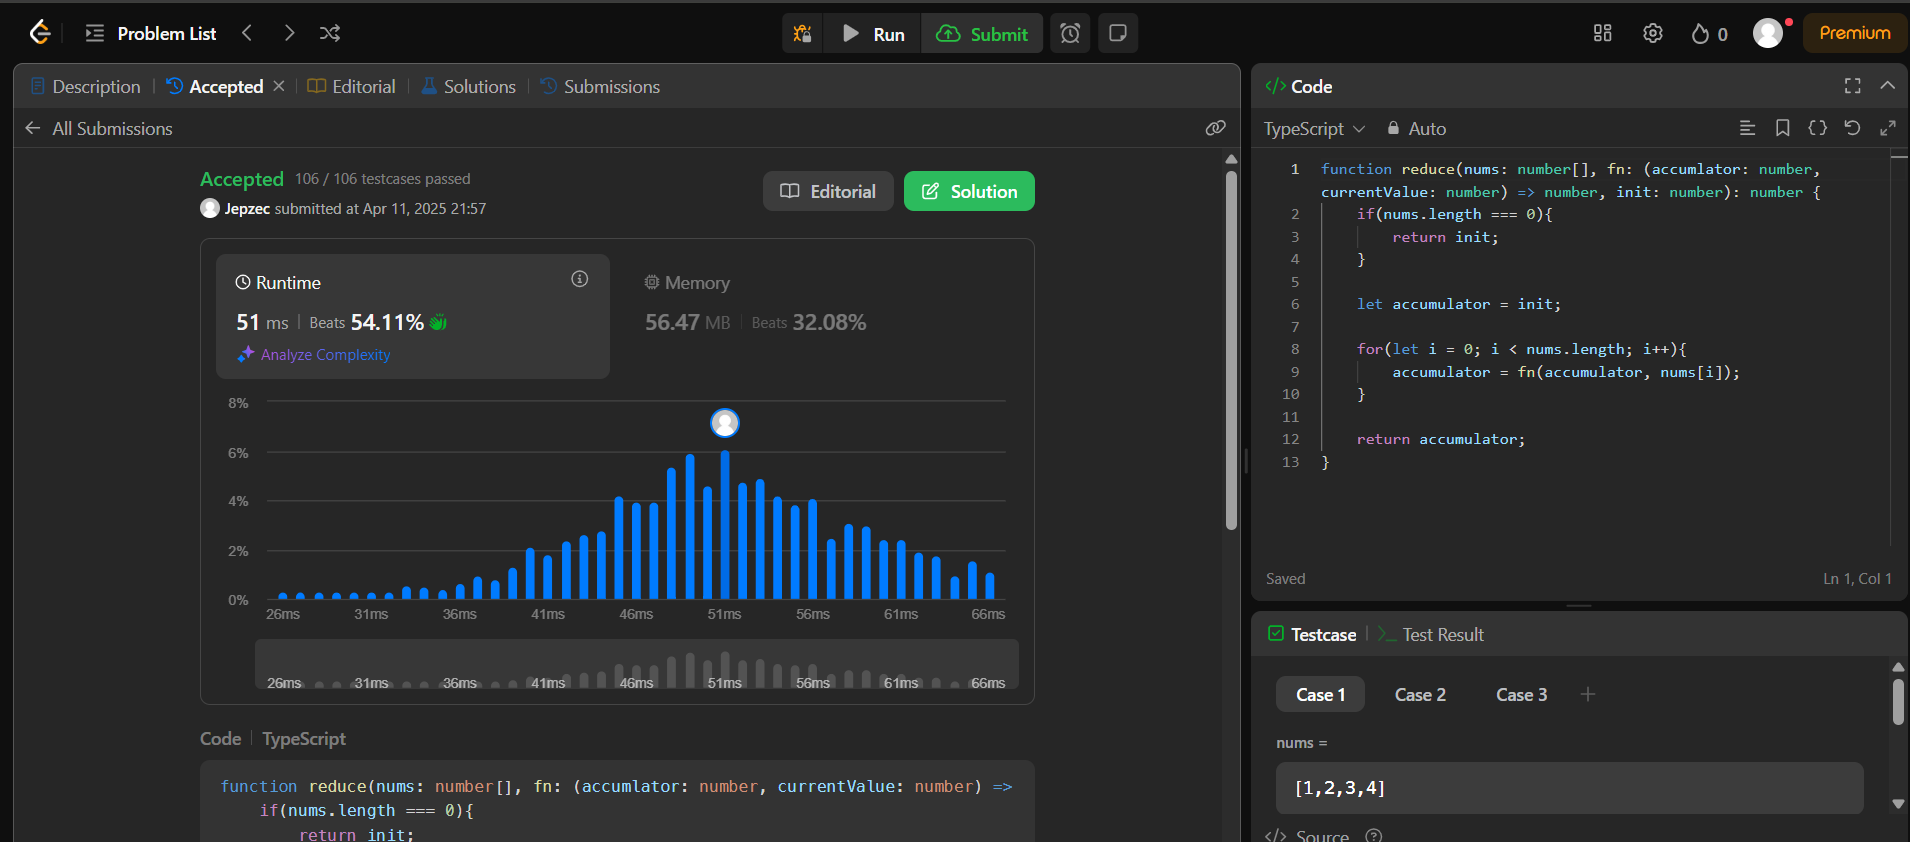 Problem List
Run
Submit
0
Premium
Description
Accepted
Editorial
Solutions
Submissions
All Submissions
Accepted 106 / 106 testcases passed
Jepzec submitted at Apr 11, 2025 21:57
Editorial
Solution
Runtime
51 ms | Beats 54.11%
Analyze Complexity
Memory
56.47 MB | Beats 32.08%
8%
6%
4%
2%
0%
26ms 31ms 36ms 41ms 46ms 51ms 56ms 61ms 66ms
26ms 31ms 36ms 41ms 46ms 51ms 56ms 61ms 66ms
Code | TypeScript
function reduce(nums: number[], fn: (accumlator: number, currentValue: number) =>
if(nums.length === 0){
return init;
Code
TypeScript
Auto
1 function reduce(nums: number[], fn: (accumlator: number,
currentValue: number) => number, init: number): number {
2 if(nums.length === 0){
3 return init;
4 }
5
6 let accumulator = init;
7
8 for(let i = 0; i < nums.length; i++){
9 accumulator = fn(accumulator, nums[i]);
10 }
11
12 return accumulator;
13 }
Saved
Ln 1, Col 1
Testcase
Test Result
Case 1
Case 2
Case 3
nums =
[1,2,3,4]
Source